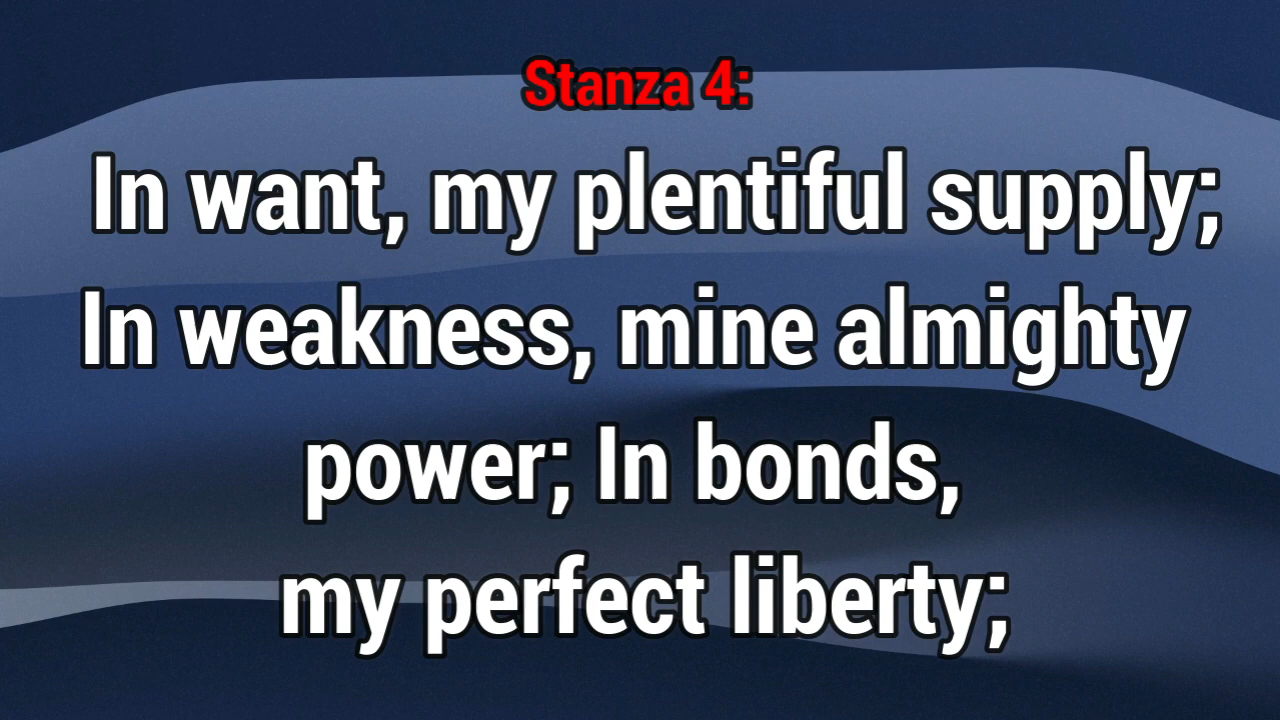 Stanza 4:
In want, my plentiful supply;
In weakness, mine almighty
power; In bonds,
my perfect liberty;